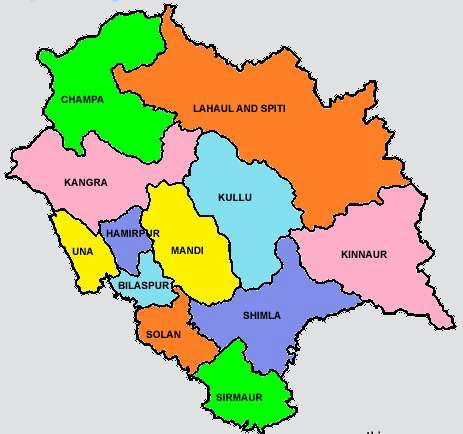 CHAMPA
LAHAUL AND SPITI
KANGRA
KULLU
HAMIRPUR
UNA
MANDI
KINNAUR
BILASPUR
SHIMLA
SOLAN
SIRMAUR